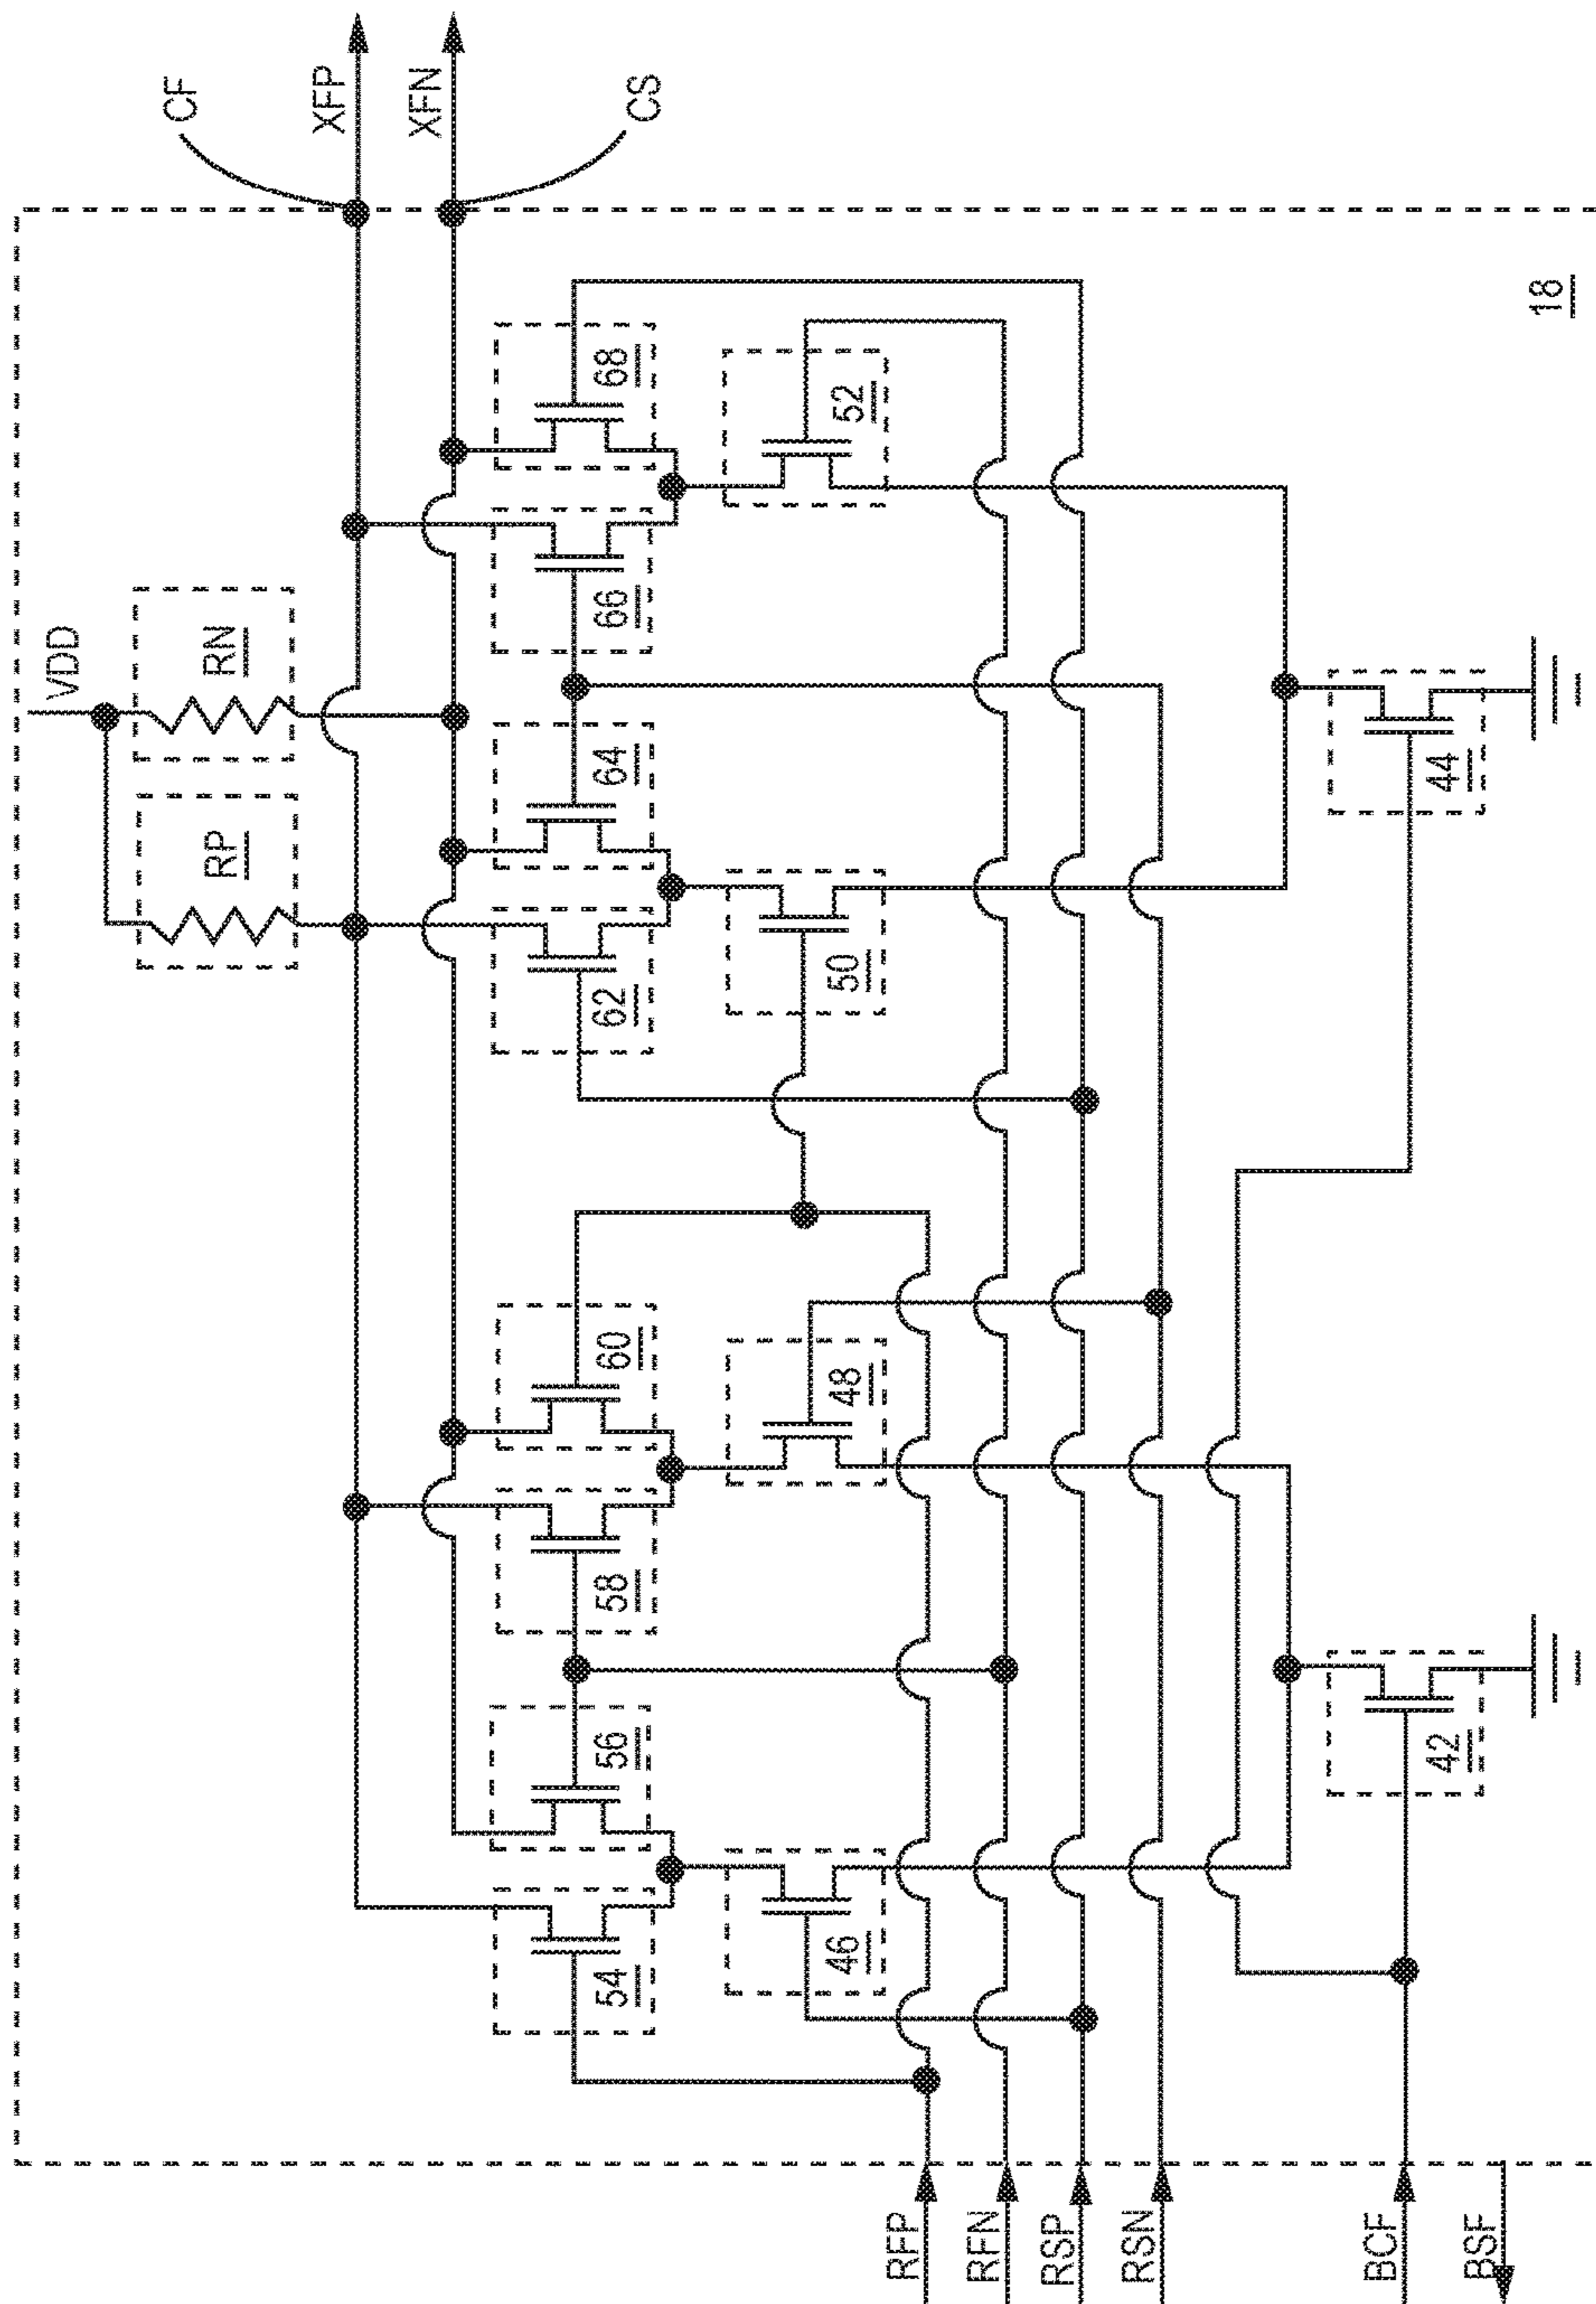 VDD
RP
RN
CF
XFP
XFN
CS
54
56
58
60
62
64
66
68
46
48
50
52
RFP
RFN
RSP
RSN
BCF
BSF
42
44
18